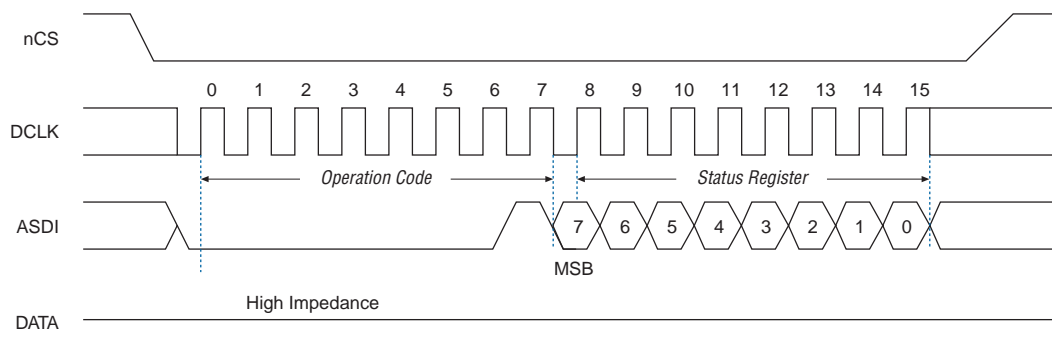 nCS
0 1 2 3 4 5 6 7 8 9 10 11 12 13 14 15
DCLK
Operation Code Status Register
ASDI
7 6 5 4 3 2 1 0
MSB
High Impedance
DATA